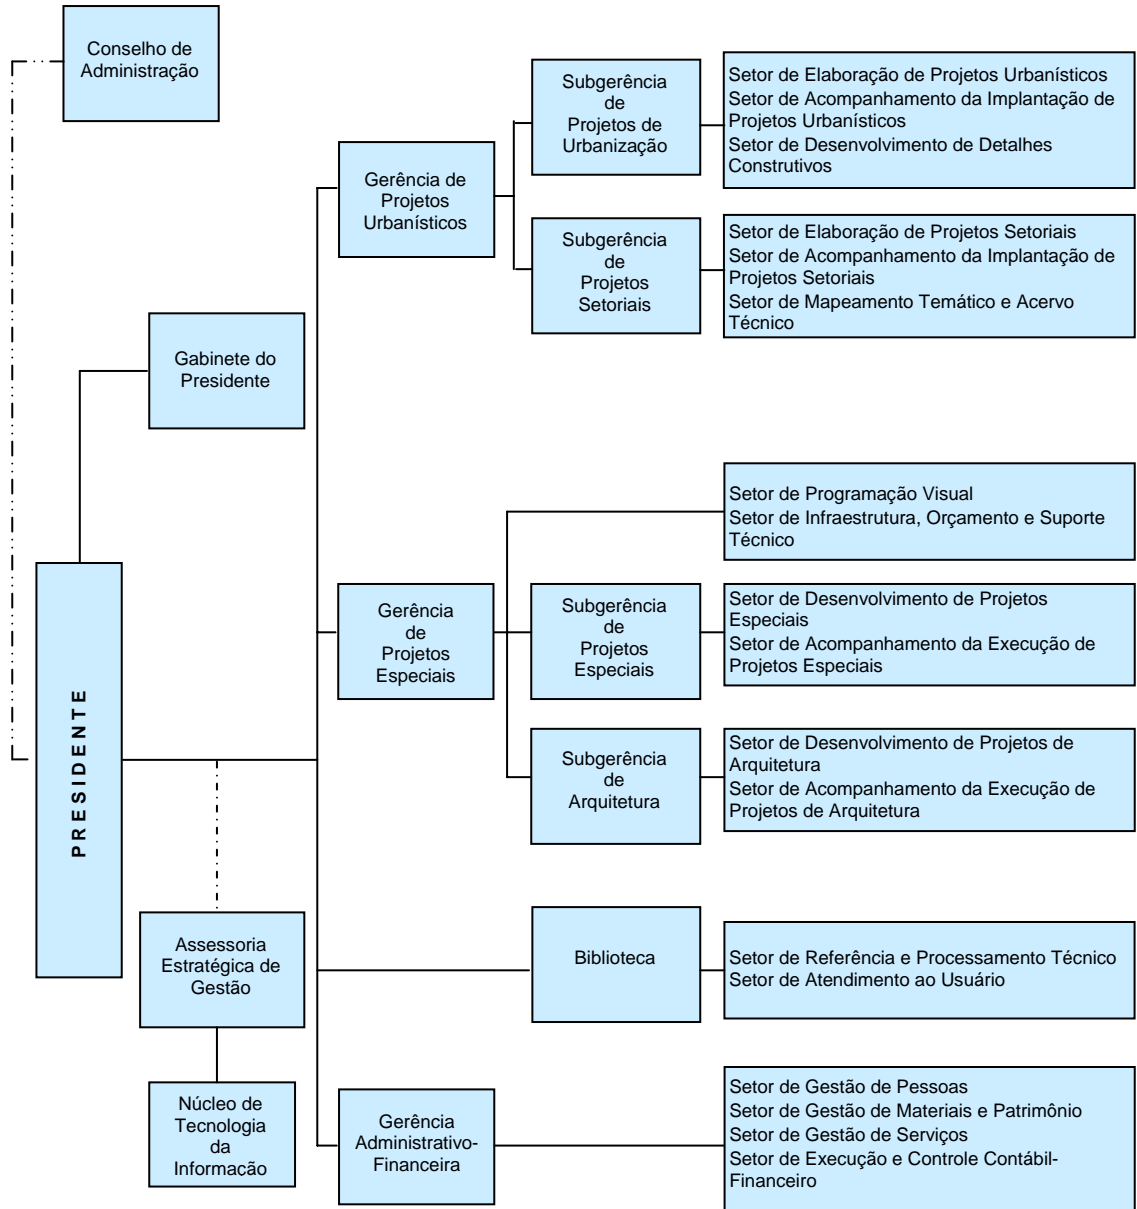 Conselho de
Administração
Subgerência
de
Projetos de
Urbanização
Setor de Elaboração de Projetos Urbanísticos
Setor de Acompanhamento da Implantação de
Projetos Urbanísticos
Setor de Desenvolvimento de Detalhes
Construtivos
Gerência de
Projetos
Urbanísticos
Subgerência
de
Projetos
Setoriais
Setor de Elaboração de Projetos Setoriais
Setor de Acompanhamento da Implantação de
Projetos Setoriais
Setor de Mapeamento Temático e Acervo
Técnico
Gabinete do
Presidente
Setor de Programação Visual
Setor de Infraestrutura, Orçamento e Suporte
Técnico
Gerência
de
Projetos
Especiais
Subgerência
de
Projetos
Especiais
Setor de Desenvolvimento de Projetos
Especiais
Setor de Acompanhamento da Execução de
Projetos Especiais
PRESIDENTE
Subgerência
de
Arquitetura
Setor de Desenvolvimento de Projetos de
Arquitetura
Setor de Acompanhamento da Execução de
Projetos de Arquitetura
Assessoria
Estratégica de
Gestão
Biblioteca
Setor de Referência e Processamento Técnico
Setor de Atendimento ao Usuário
Núcleo de
Tecnologia
da
Informação
Gerência
Administrativo-
Financeira
Setor de Gestão de Pessoas
Setor de Gestão de Materiais e Patrimônio
Setor de Gestão de Serviços
Setor de Execução e Controle Contábil-
Financeiro